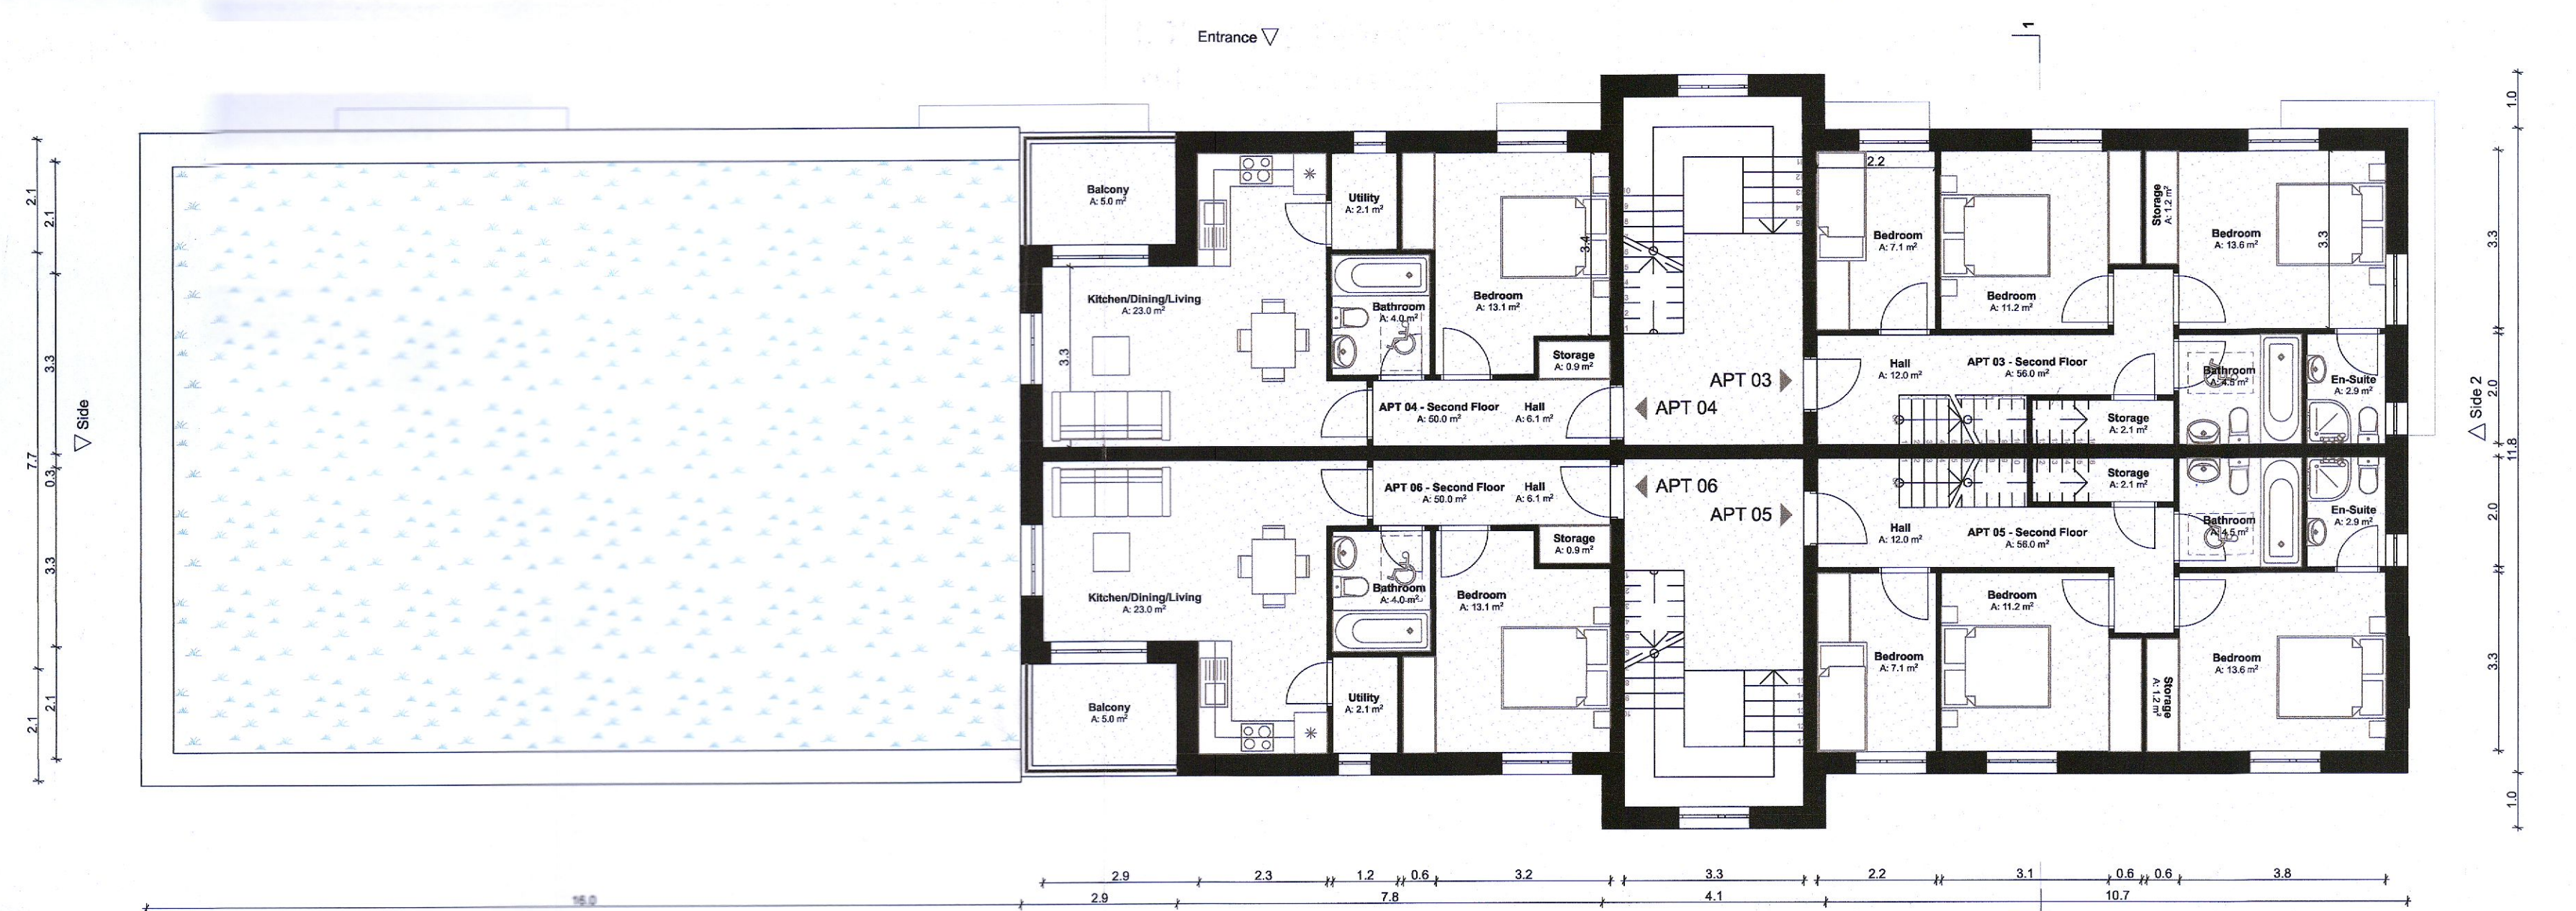 Entrance
1
Balcony
A: 5.0 m²
Utility
A: 2.1 m²
Kitchen/Dining/Living
A: 23.0 m²
Bathroom
A: 4.0 m²
Bedroom
A: 13.1 m²
3.4
3.3
Storage
A: 0.9 m²
APT 04 - Second Floor
A: 50.0 m²
Hall
A: 6.1 m²
APT 03
APT 04
2.2
Bedroom
A: 7.1 m²
Bedroom
A: 11.2 m²
Storage
A: 1.2 m²
Bedroom
A: 13.6 m²
3.3
Hall
A: 12.0 m²
APT 03 - Second Floor
A: 56.0 m²
Storage
A: 2.1 m²
Bathroom
A: 4.5 m²
En-Suite
A: 2.9 m²
APT 06 - Second Floor
A: 50.0 m²
Hall
A: 6.1 m²
APT 06
APT 05
Storage
A: 0.9 m²
Kitchen/Dining/Living
A: 23.0 m²
Bathroom
A: 4.0 m²
Bedroom
A: 13.1 m²
Balcony
A: 5.0 m²
Utility
A: 2.1 m²
Storage
A: 2.1 m²
Hall
A: 12.0 m²
APT 05 - Second Floor
A: 56.0 m²
Bathroom
A: 4.5 m²
En-Suite
A: 2.9 m²
Bedroom
A: 7.1 m²
Bedroom
A: 11.2 m²
Storage
A: 1.2 m²
Bedroom
A: 13.6 m²
Side
2.1
7.7
2.1
2.1
3.3
0.3
3.3
2.1
Side 2
3.3
2.0
2.0
3.3
1.0
11.8
1.0
2.9 2.3 1.2 0.6 3.2 3.3 2.2 3.1 0.6 0.6 3.8
16.0 2.9 7.8 4.1 10.7